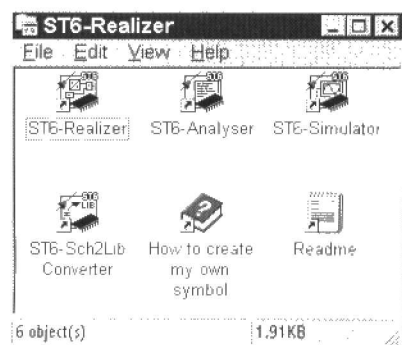 ST6-Realizer
File Edit View Help
ST6-Realizer ST6-Analyser ST6-Simulator
ST6-Sch2Lib How to create Readme
Converter my own
symbol
6 object(s) 1,91KB